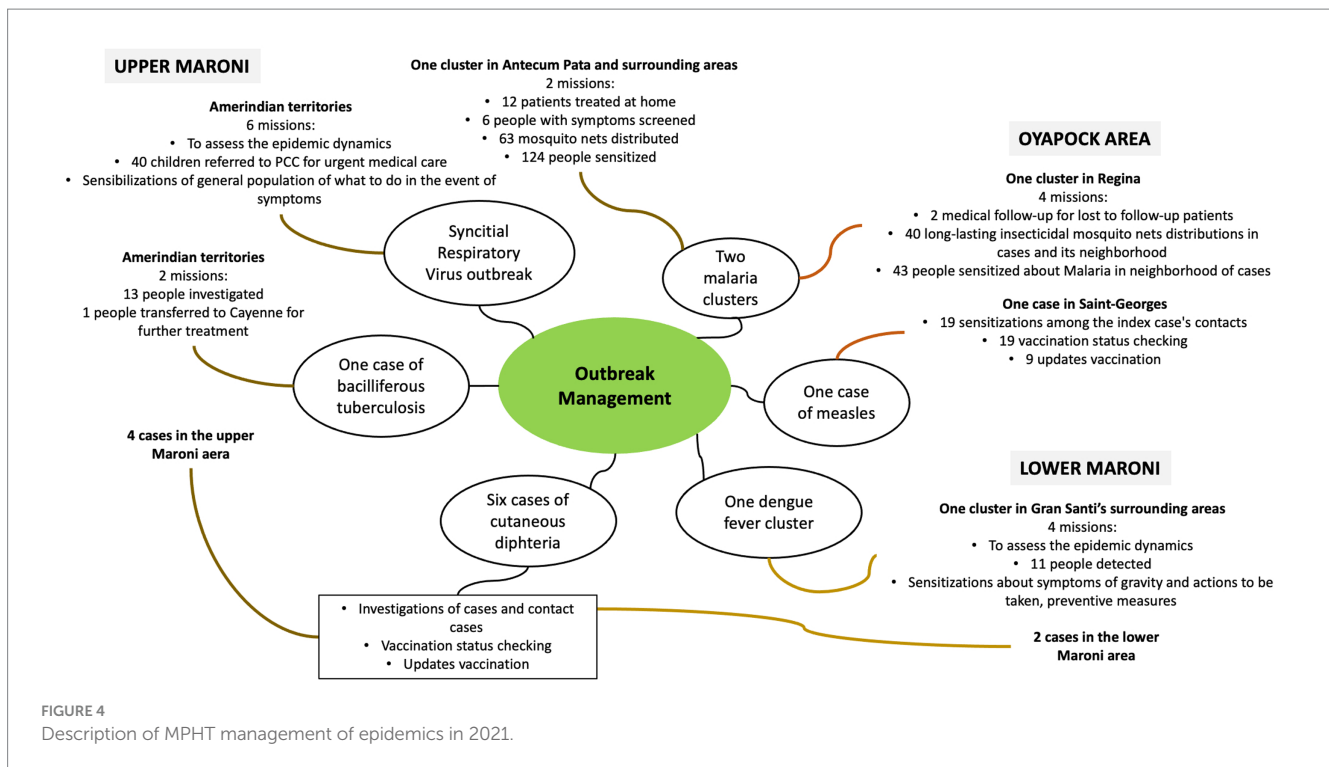 UPPER MARONI
Amerindian territories
6 missions:
• To assess the epidemic dynamics
• 40 children referred to PCC for urgent medical care
• Sensibilizations of general population of what to do in the event of
symptoms
One cluster in Antecum Pata and surrounding areas
2 missions:
• 12 patients treated at home
• 6 people with symptoms screened
• 63 mosquito nets distributed
• 124 people sensitized
OYAPOCK AREA
One cluster in Regina
4 missions:
• 2 medical follow-up for lost to follow-up patients
• 40 long-lasting insecticidal mosquito nets distributions in
cases and its neighborhood
• 43 people sensitized about Malaria in neighborhood of cases
Syncitial
Respiratory
Virus outbreak
Two
malaria
clusters
Amerindian territories
2 missions:
13 people investigated
1 people transferred to Cayenne for
further treatment
One case in Saint-Georges
• 19 sensitizations among the index case's contacts
• 19 vaccination status checking
• 9 updates vaccination
One case of
bacilliferous
tuberculosis
Outbreak
Management
One case
of measles
4 cases in the upper
Maroni aera
LOWER MARONI
Six cases of
cutaneous
diphteria
One dengue
fever cluster
One cluster in Gran Santi’s surrounding areas
4 missions:
• To assess the epidemic dynamics
• 11 people detected
• Sensitizations about symptoms of gravity and actions to be
taken, preventive measures
• Investigations of cases and contact
cases
• Vaccination status checking
• Updates vaccination
2 cases in the lower
Maroni area
FIGURE 4
Description of MPHT management of epidemics in 2021.